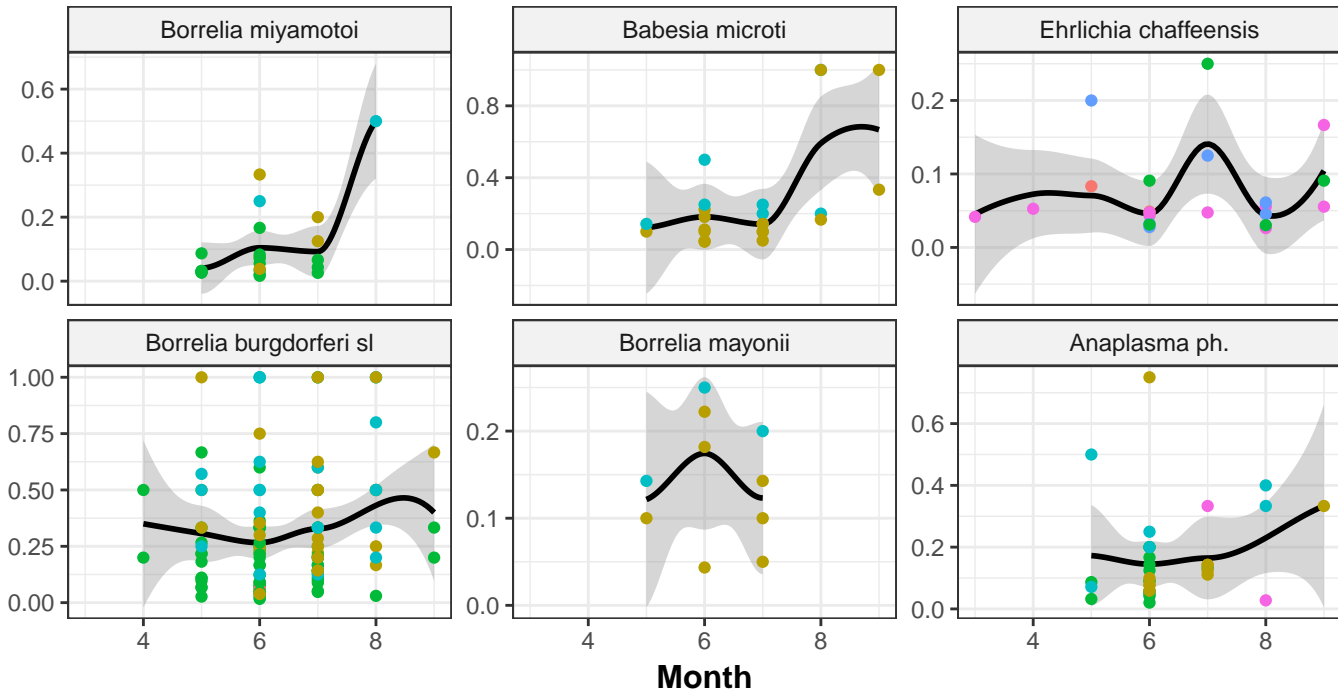 Borrelia miyamotoi Babesia microti Ehrlichia chaffeensis
0.6 0.8 0.2
0.4 0.4 0.1
0.2 0.0 0.0
0.0
Borrelia burgdorferi sl Borrelia mayonii Anaplasma ph.
1.00 0.2 0.6
0.75 0.1 0.4
0.50 0.0 0.2
0.25 0.0
0.00
4 6 8 4 6 8 4 6 8
Month